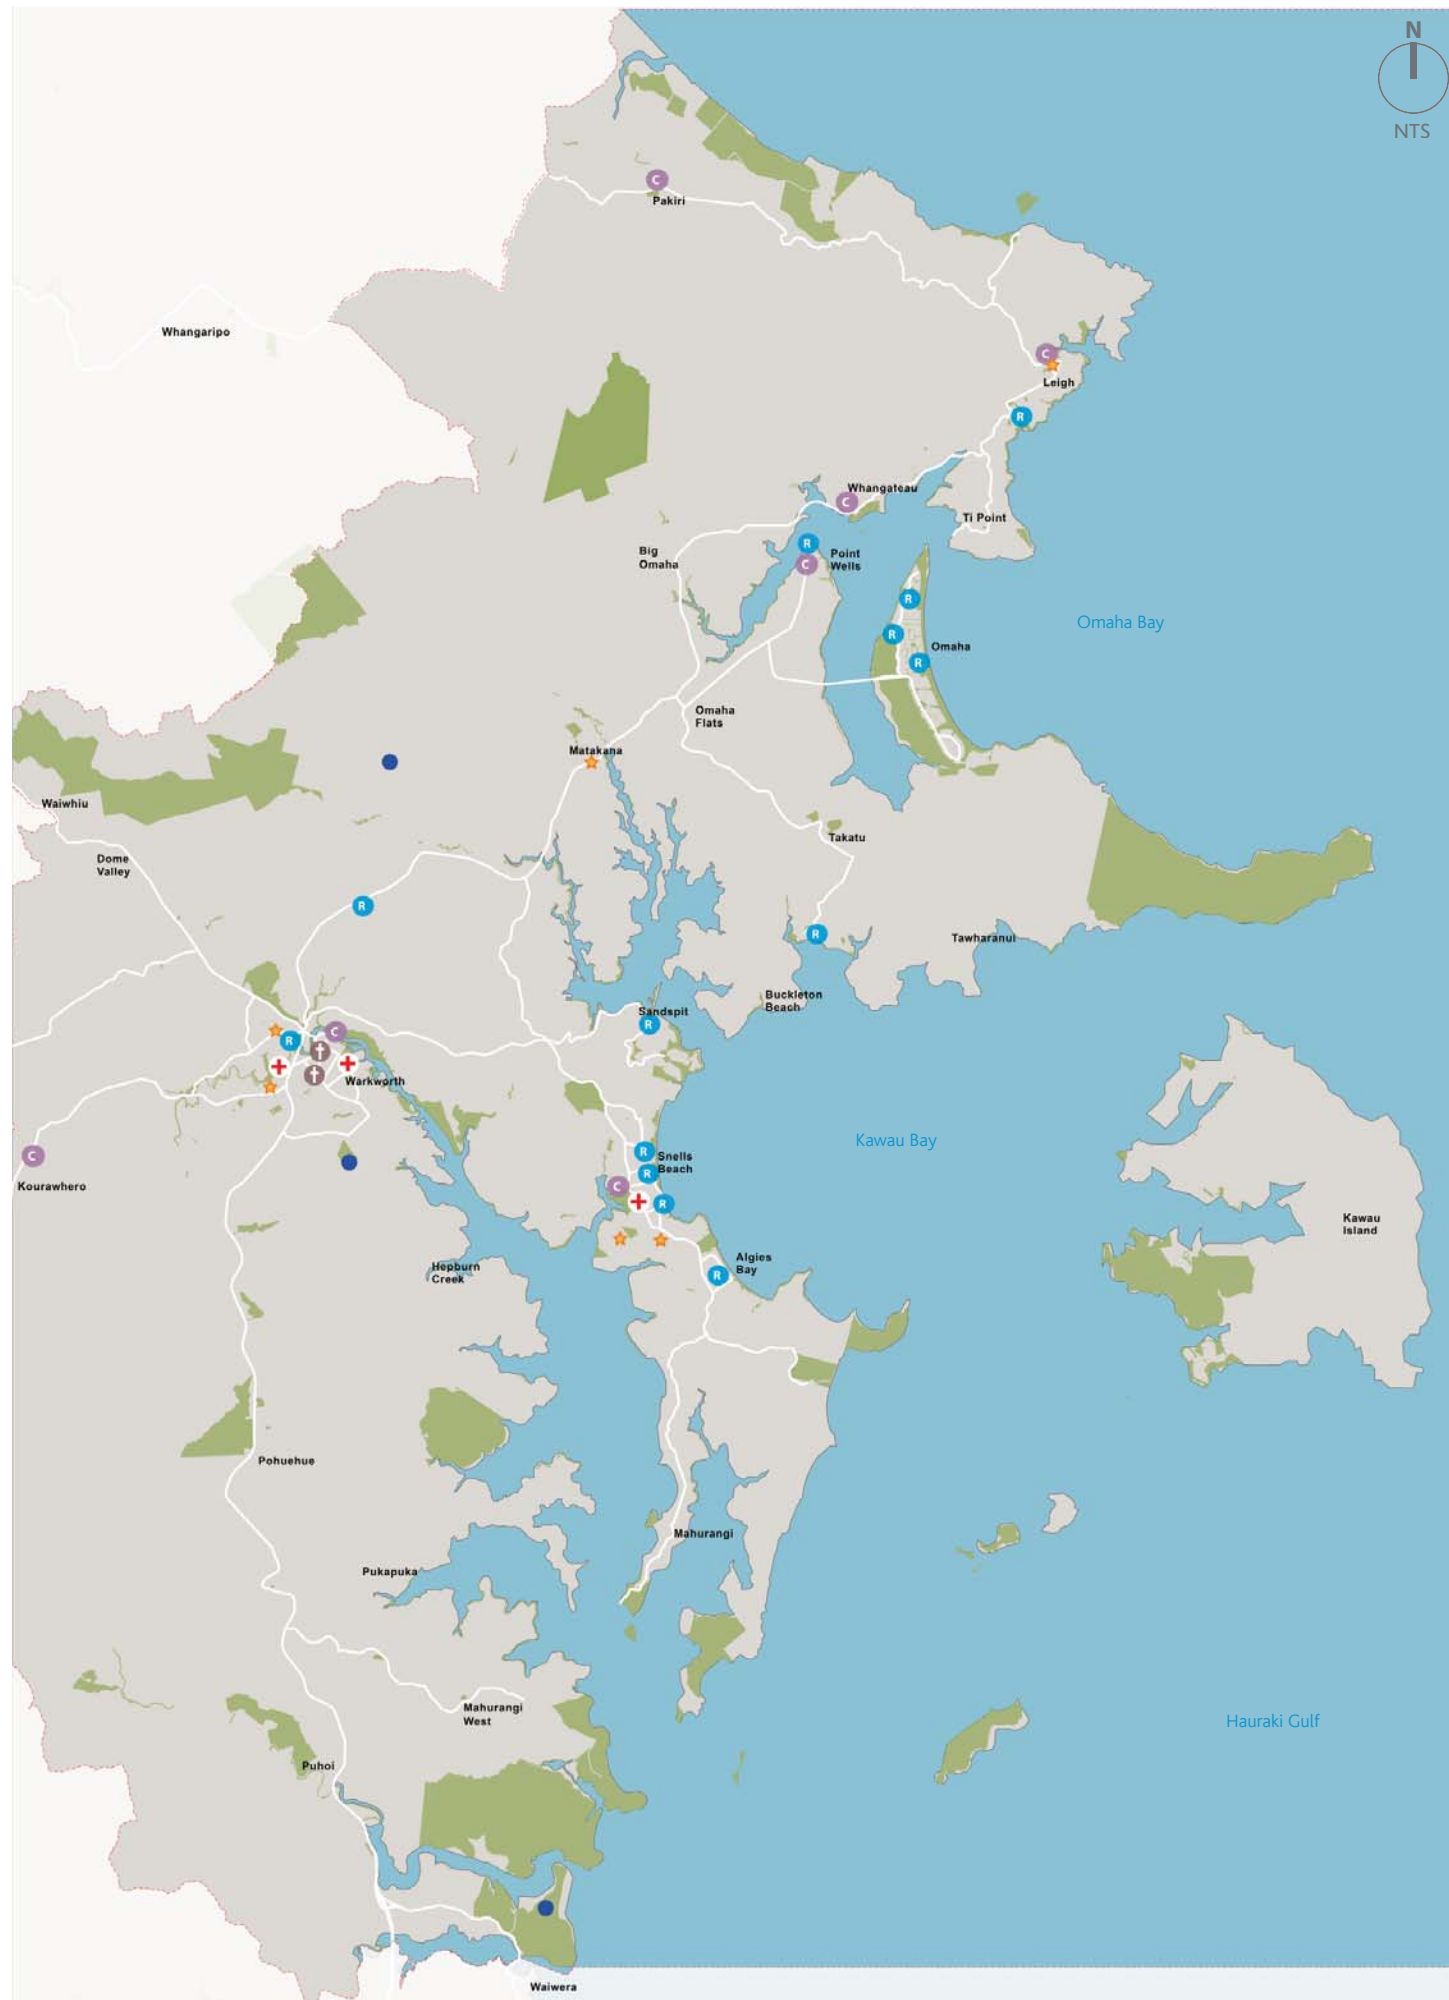 N
NTS
C
Pakiri
Whangaripo
C
Leigh
R
Whangateau
C
Ti Point
R
Big
Omaha
Point
Wells
C
R
Omaha Bay
R
Omaha
R
Omaha
Flats
Matakana
Waiwhiu
Takatu
Dome
Valley
R
R
Tawharanui
Buckleton
Beach
Sandspit
R
C
R
Warkworth
Kawau Bay
C
Kourawhero
R
Snells
Beach
R
C
R
Kawau
Island
Algies
Bay
R
Hepburn
Creek
Pohuehue
Mahurangi
Pukapuka
Mahurangi
West
Hauraki Gulf
Puhoi
Waiwera